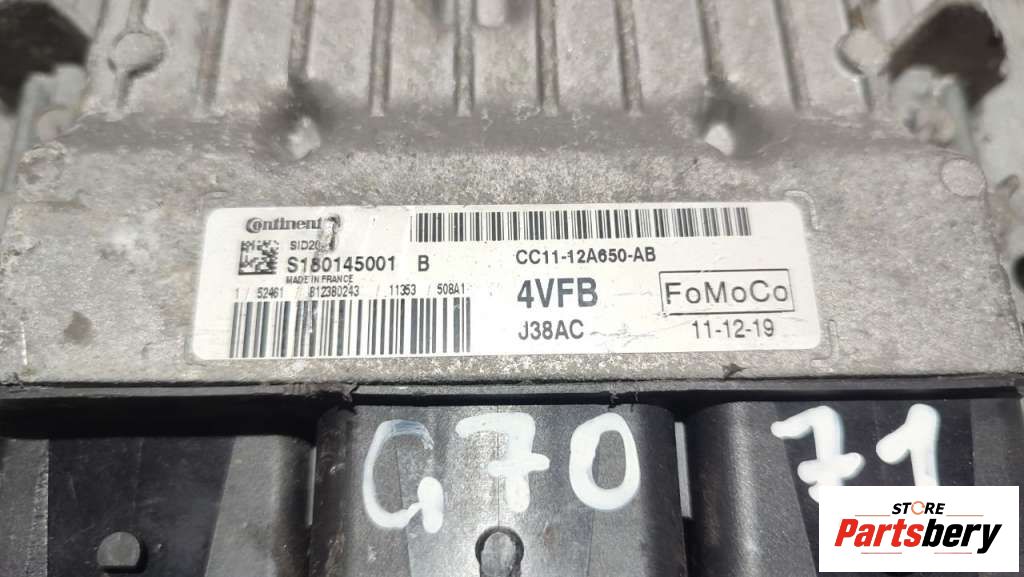 Continent
SID20
S180145001 B
MADE IN FRANCE
1 / 52461 / 812380243 / 11353 / 508A1
CC11-12A650-AB
4VFB
FoMoCo
J38AC
11-12-19
G70 71
STORE
Partsbery